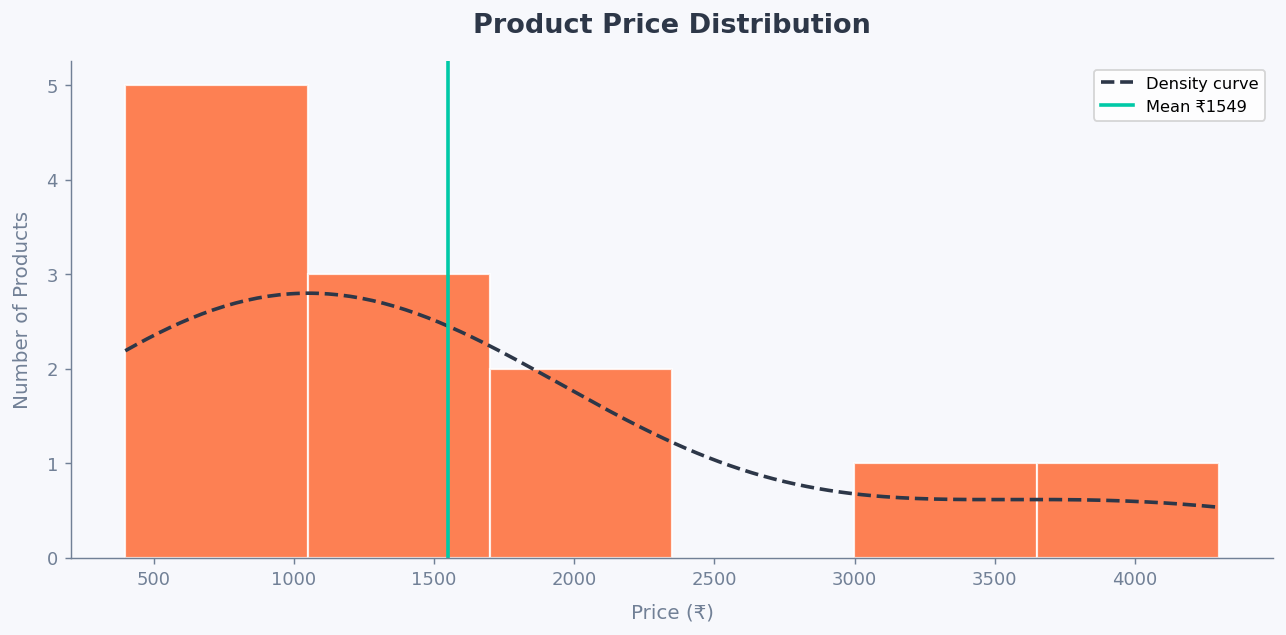 Product Price Distribution
Density curve
Mean ₹1549
Number of Products
5
4
3
2
1
0
500
1000
1500
2000
2500
3000
3500
4000
Price (₹)